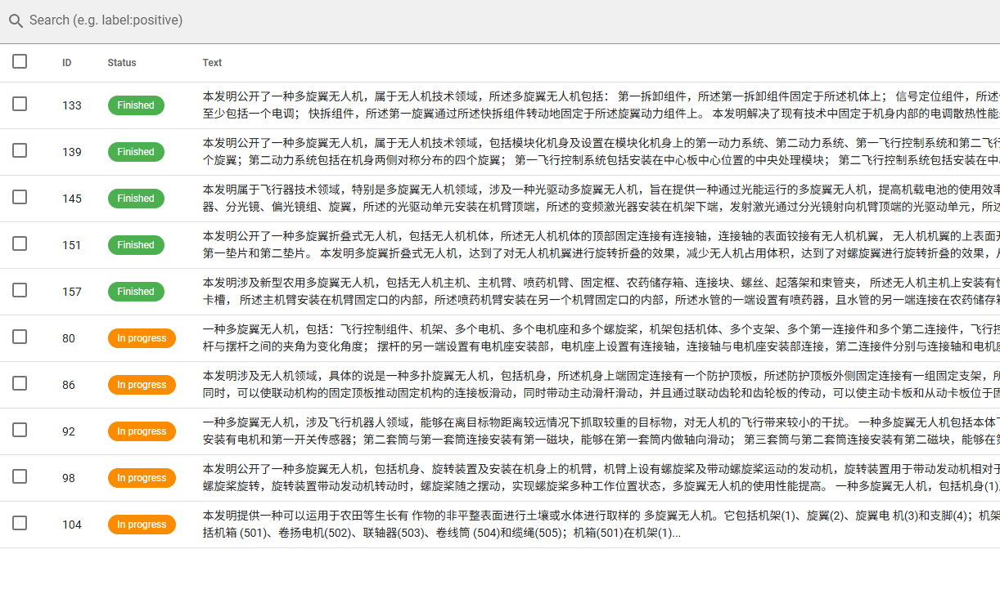 Search (e.g. label:positive)
ID Status Text
133 Finished 本发明公开了一种多旋翼无人机，属于无人机技术领域，所述多旋翼无人机包括： 第一拆卸组件，所述第一拆卸组件固定于所述机体上； 信号定位组件，所述
至少包括一个电调； 快拆组件，所述第一旋翼通过所述快拆组件转动地固定于所述旋翼动力组件上。 本发明解决了现有技术中固定于机身内部的电调散热性能
139 Finished 本发明公开了一种多旋翼无人机，属于无人机技术领域，包括模块化机身及设置在模块化机身上的第一动力系统、第二动力系统、第一飞行控制系统和第二飞行
个旋翼；第二动力系统包括在机身两侧对称分布的四个旋翼； 第一飞行控制系统包括安装在中心板中心位置的中央处理模块； 第二飞行控制系统包括安装在中
145 Finished 本发明属于飞行器技术领域，特别是多旋翼无人机领域，涉及一种光驱动多旋翼无人机，旨在提供一种通过光能运行的多旋翼无人机，提高机载电池的使用效率
器、分光镜、偏光镜组、旋翼，所述的光驱动单元安装在机臂顶端，所述的变频激光器安装在机架下端，发射激光通过分光镜射向机臂顶端的光驱动单元，所述
151 Finished 本发明公开了一种多旋翼折叠式无人机，包括无人机机体，所述无人机机体的顶部固定连接有连接轴，连接轴的表面铰接有无人机机翼， 无人机机翼的上表面开
第一垫片和第二垫片。 本发明多旋翼折叠式无人机，达到了对无人机机翼进行旋转折叠的效果，减少无人机占用体积，达到了对螺旋翼进行旋转折叠的效果，从
157 Finished 本发明涉及新型农用多旋翼无人机，包括无人机主机、主机臂、喷药机臂、固定框、农药储存箱、连接块、螺丝、起落架和束管夹， 所述无人机主机上安装有
卡槽， 所述主机臂安装在机臂固定口的内部，所述喷药机臂安装在另一个机臂固定口的内部，所述水管的一端设置有喷药器，且水管的另一端连接在农药储存箱
80 In progress 一种多旋翼无人机，包括：飞行控制组件、机架、多个电机、多个电机座和多个螺旋桨，机架包括机体、多个支架、多个第一连接件和多个第二连接件，飞行控
杆与摆杆之间的夹角为变化角度； 摆杆的另一端设置有电机座安装部，电机座上设置有连接轴，连接轴与电机座安装部连接，第二连接件分别与连接轴和电机座
86 In progress 本发明涉及无人机领域，具体的说是一种多扑旋翼无人机，包括机身，所述机身上端固定连接有一个防护顶板，所述防护顶板外侧固定连接有一组固定支架，所
同时，可以使联动机构的固定顶板推动固定机构的连接板滑动，同时带动主动滑杆滑动，并且通过联动齿轮和齿轮板的传动，可以使主动卡板和从动卡板位于固
92 In progress 一种多旋翼无人机，涉及飞行机器人领域，能够在离目标物距离较远情况下抓取较重的目标物，对无人机的飞行带来较小的干扰。 一种多旋翼无人机包括本体下
安装有电机和第一开关传感器；第二套筒与第一套筒连接安装有第一磁块，能够在第一套筒内做轴向滑动； 第三套筒与第二套筒连接安装有第二磁块，能够在第
98 In progress 本发明公开了一种多旋翼无人机，包括机身、旋转装置及安装在机身上的机臂，机臂上设有螺旋桨及带动螺旋桨运动的发动机，旋转装置用于带动发动机相对于
螺旋桨旋转，旋转装置带动发动机转动时，螺旋桨随之摆动，实现螺旋桨多种工作位置状态，多旋翼无人机的使用性能提高。 一种多旋翼无人机，包括机身(1)
104 In progress 本发明提供一种可以运用于农田等生长有 作物的非平整表面进行土壤或水体进行取样的 多旋翼无人机。它包括机架(1)、旋翼(2)、旋翼电 机(3)和支脚(4)；机架
括机箱 (501)、卷扬电机(502)、联轴器(503)、卷线筒 (504)和缆绳(505)；机箱(501)在机架(1)...